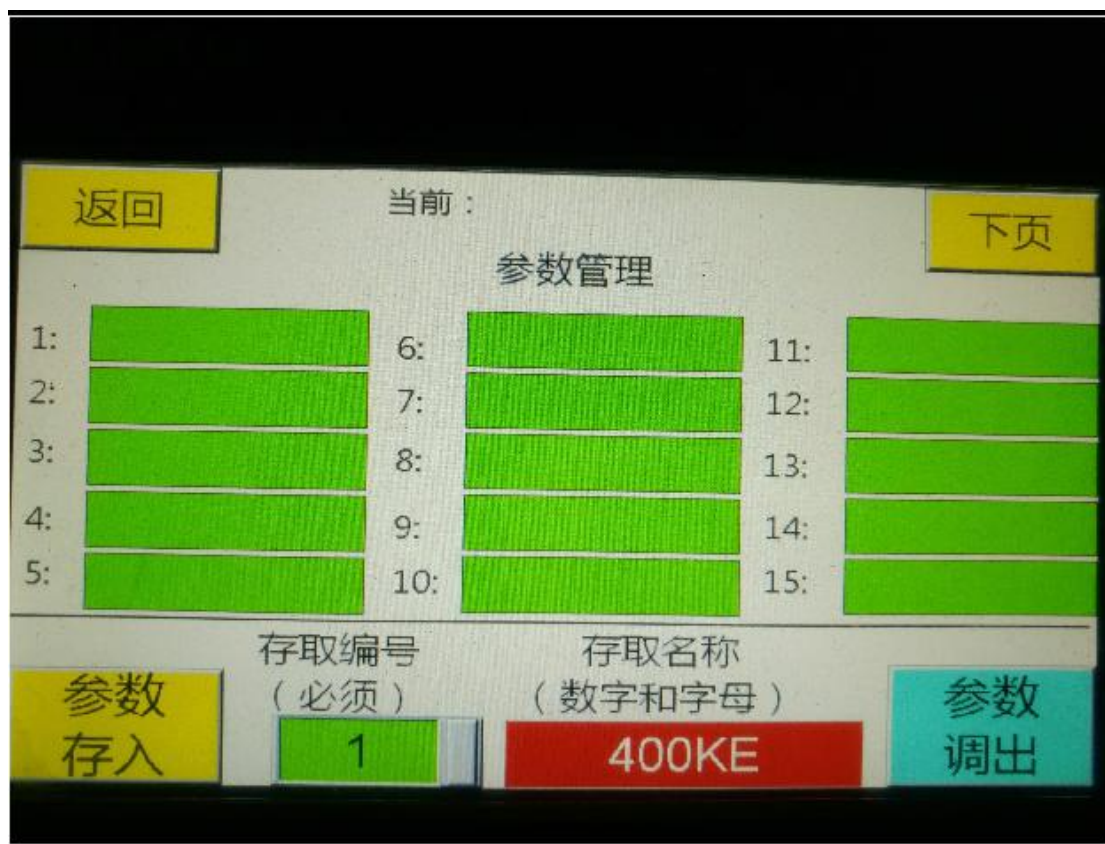 返回
当前：
下页
参数管理
1:
6:
11:
2:
7:
12:
3:
8:
13:
4:
9:
14:
5:
10:
15:
存取编号
存取名称
参数
存入
（必须）
（数字和字母）
参数
调出
1
400KE